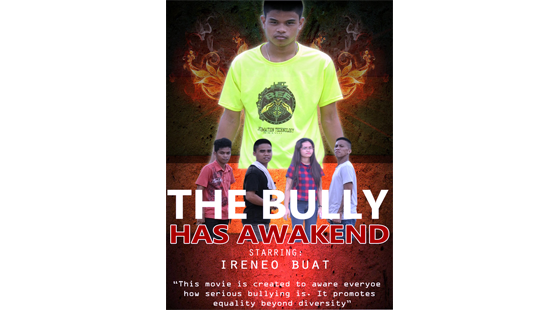 BEE
THE BULLY
HAS AWAKEND
STARRING:
IRENEO BUAT
"This movie is created to aware everyoe
how serious bullying is. It promotes
equality beyond diversity"